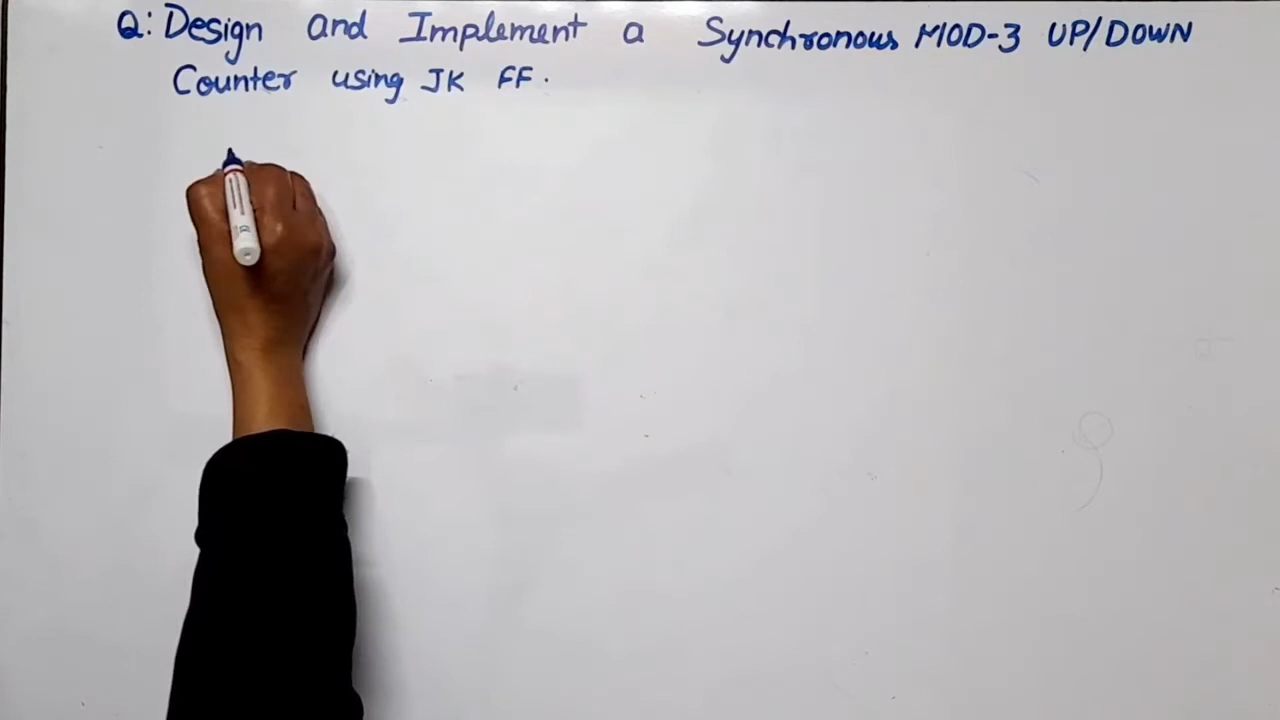 Q: Design and Implement a Synchronous MOD-3 UP/DOWN
Counter using JK FF.